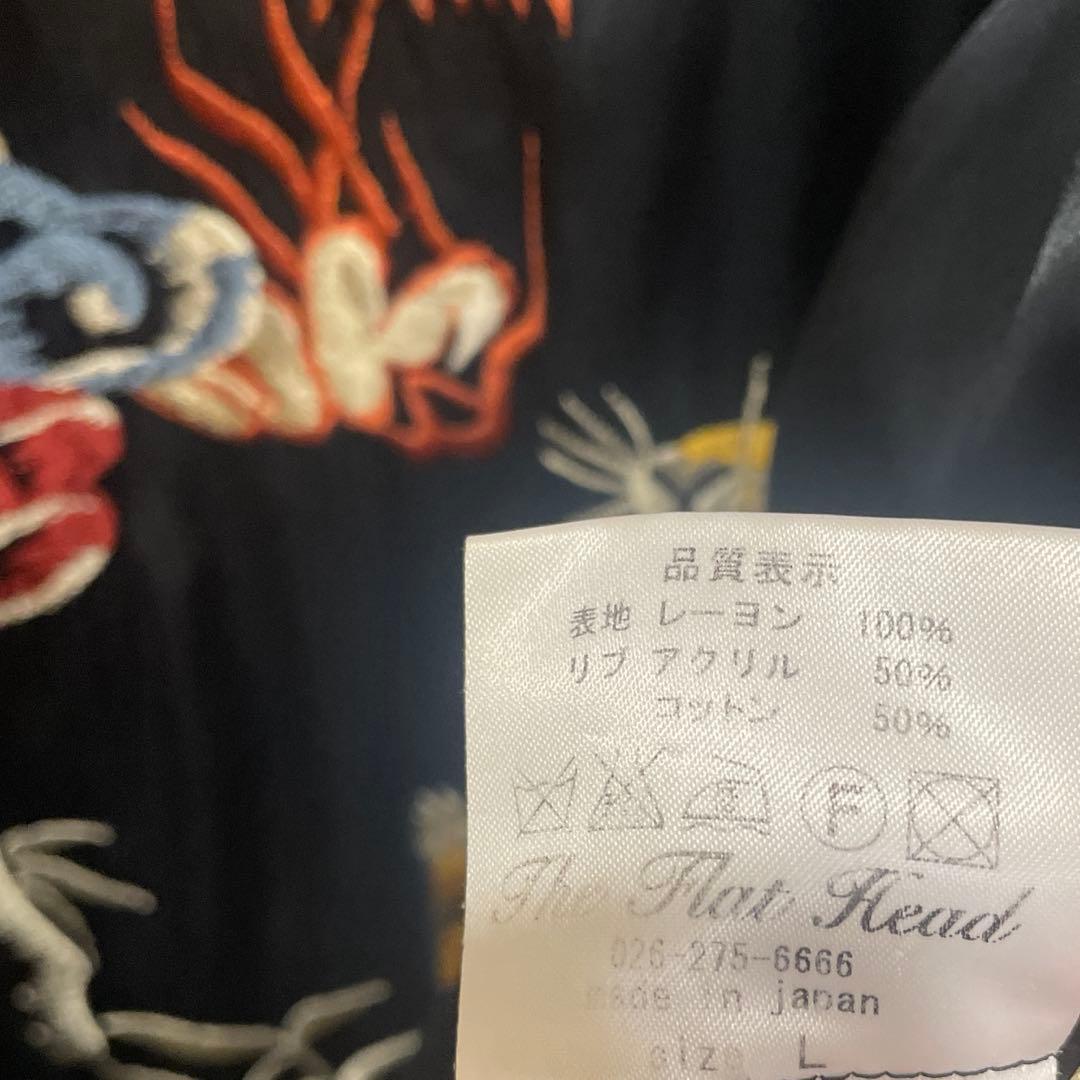 品質表示
表地 レーヨン 100%
リブ アクリル 50%
コットン 50%
F
The Flat Head
026-275-6666
made in japan
size L